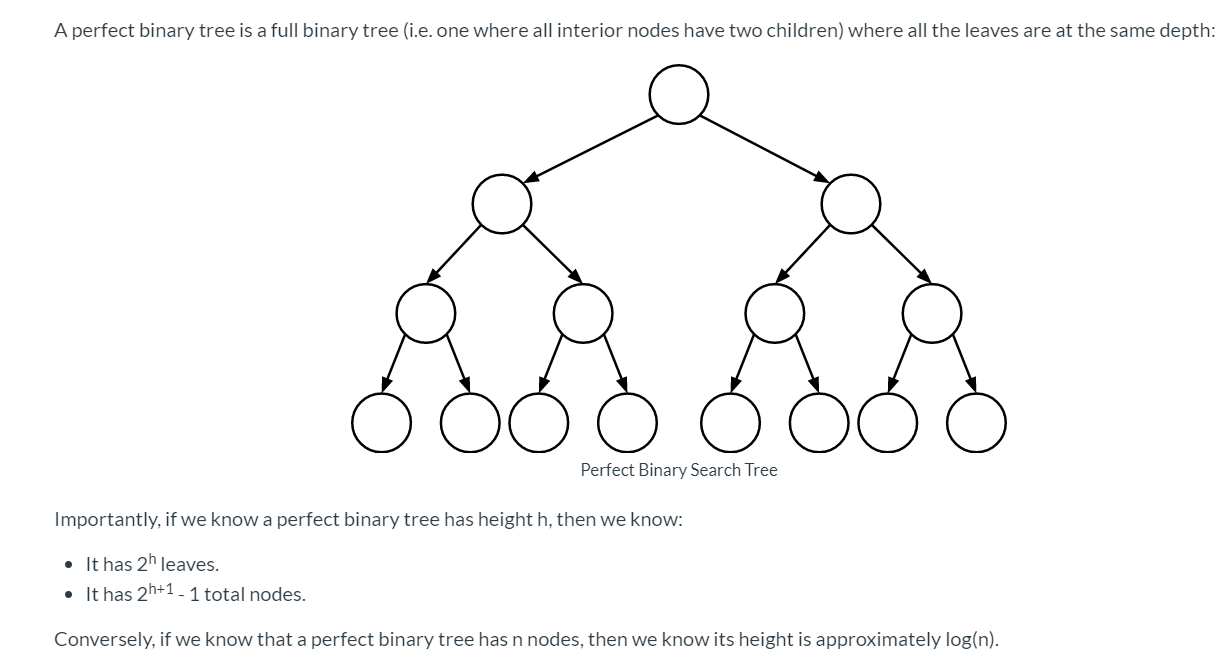 A perfect binary tree is a full binary tree (i.e. one where all interior nodes have two children) where all the leaves are at the same depth:
Perfect Binary Search Tree
Importantly, if we know a perfect binary tree has height h, then we know:
• It has 2ʰ leaves.
• It has 2ʰ⁺¹ - 1 total nodes.
Conversely, if we know that a perfect binary tree has n nodes, then we know its height is approximately log(n).